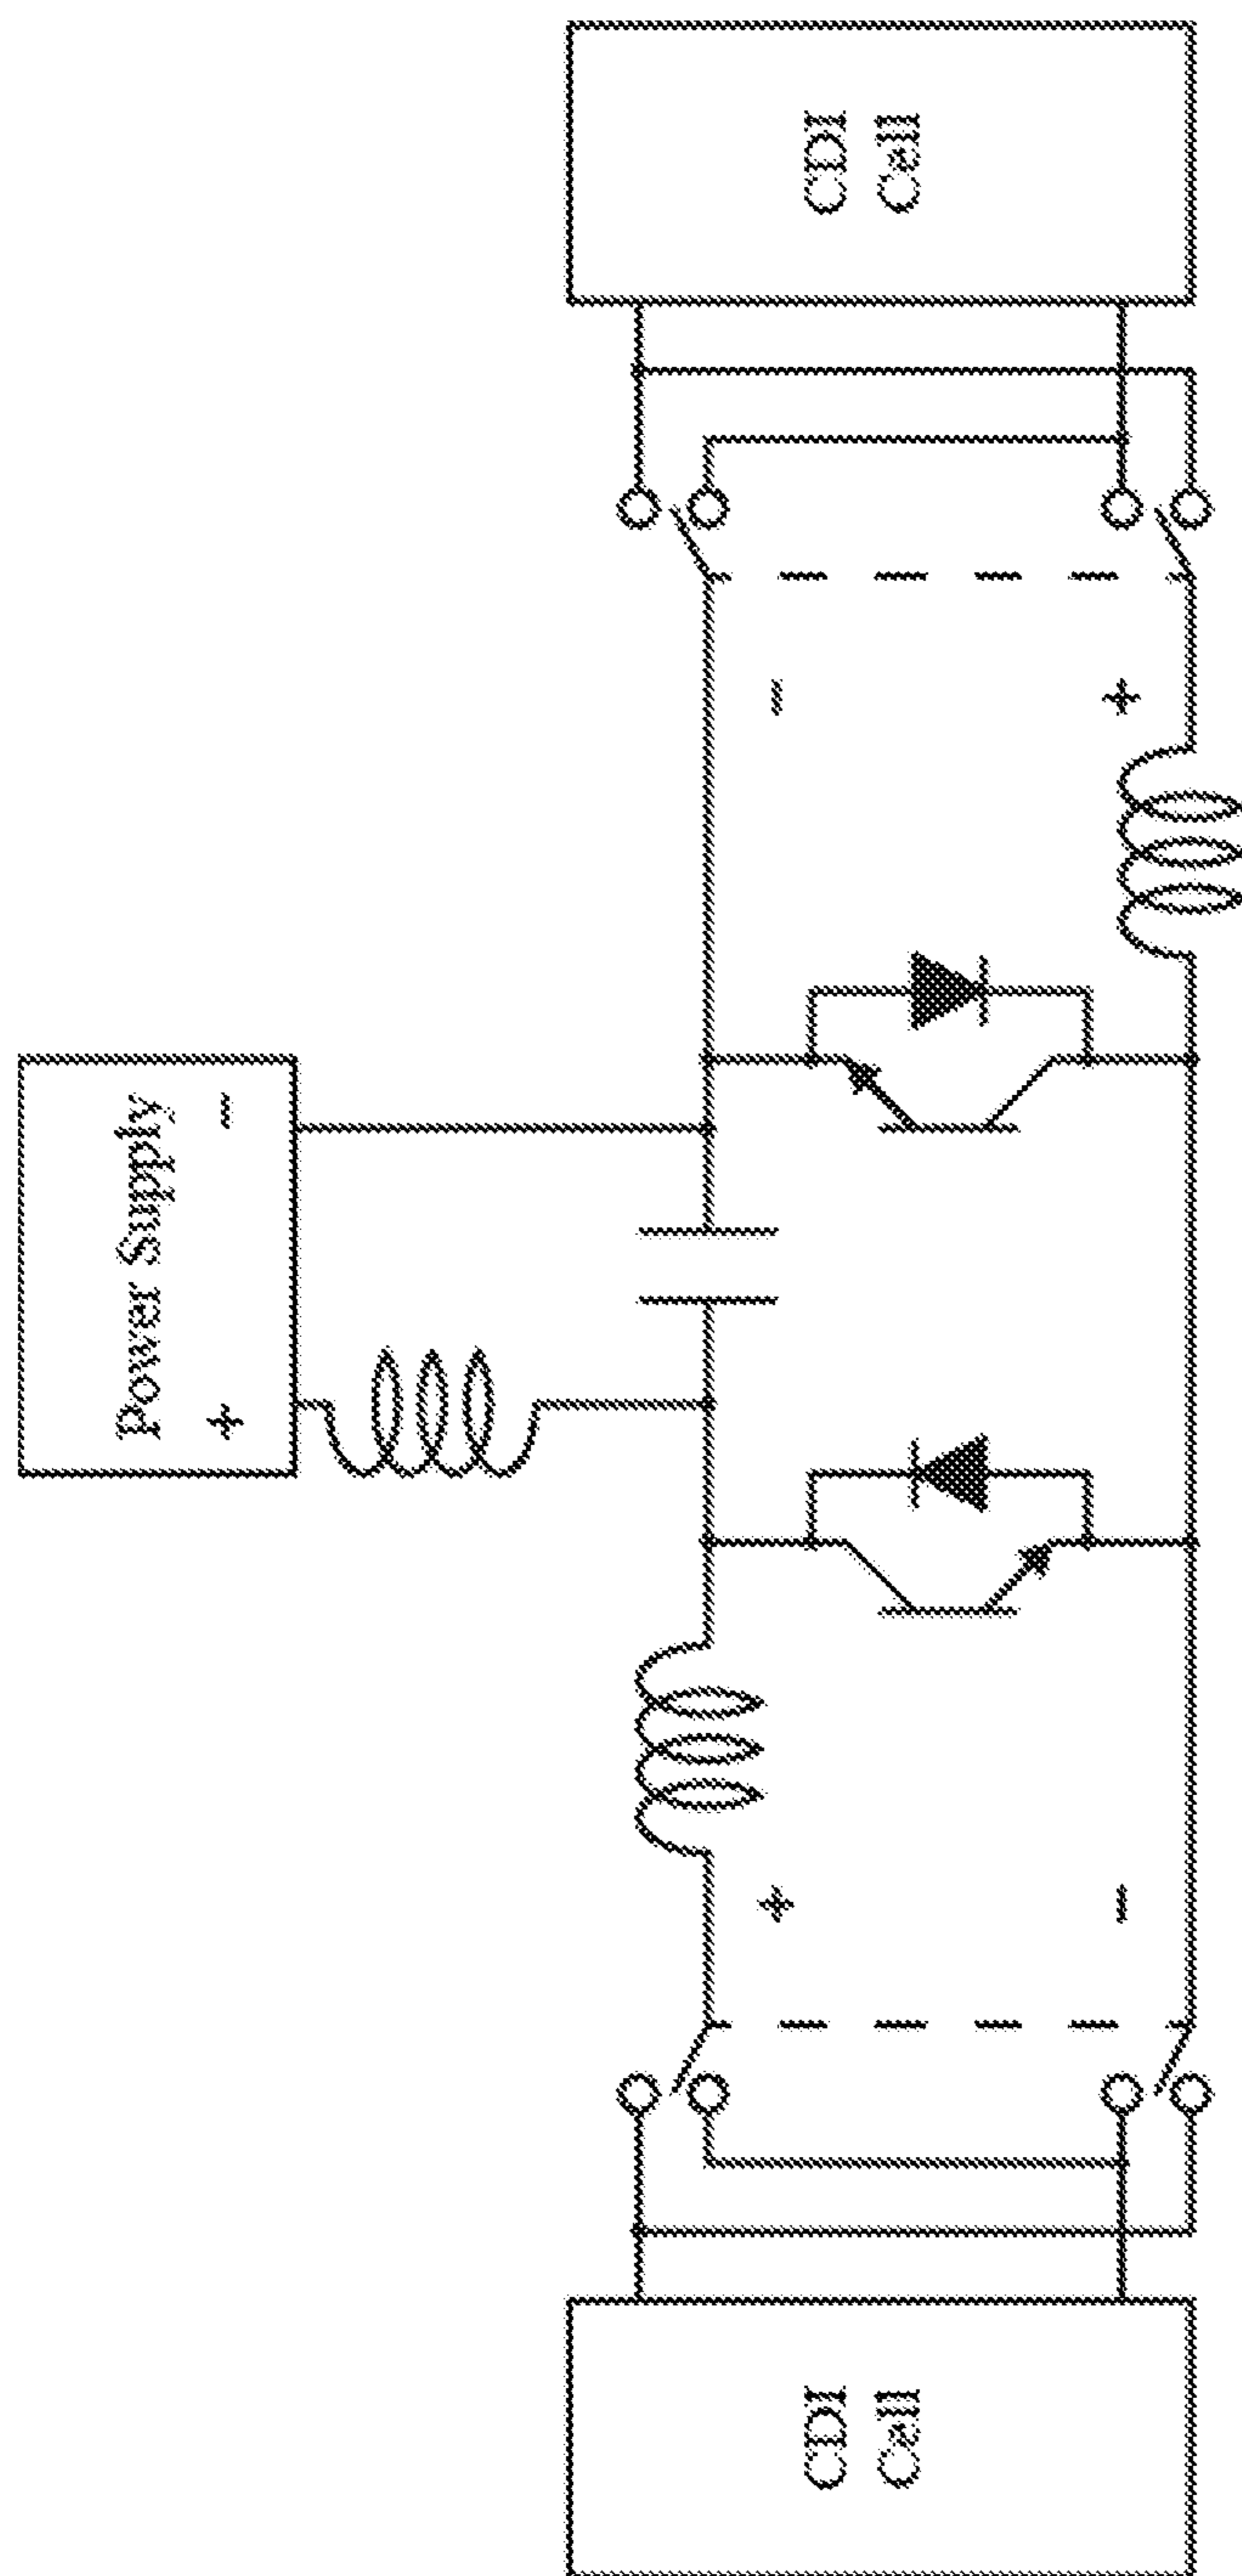 Power Supply
+ -
CDI
Cell
+ -
- +
CDI
Cell